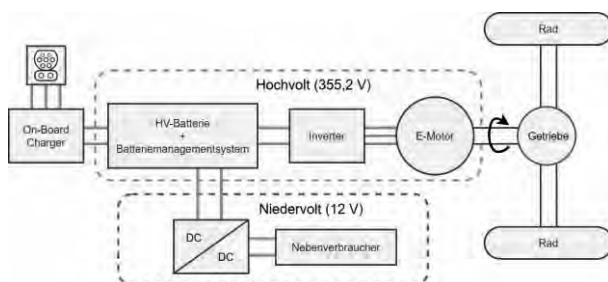 Rad
Hochvolt (355,2 V)
On-Board
Charger
HV-Batterie
+
Batteriemanagementsystem
Inverter
E-Motor
Getriebe
Niedervolt (12 V)
DC
DC
Nebenverbraucher
Rad